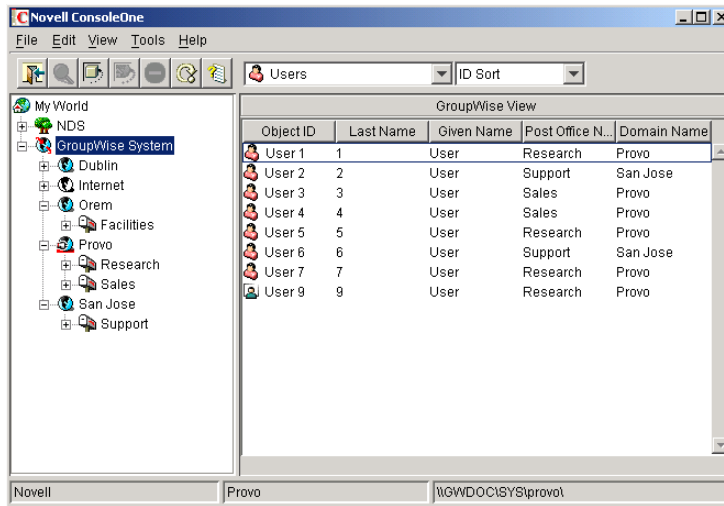 Novell ConsoleOne
File Edit View Tools Help
Users
ID Sort
My World
NDS
GroupWise System
Dublin
Internet
Orem
Facilities
Provo
Research
Sales
San Jose
Support
GroupWise View
Object ID Last Name Given Name Post Office N... Domain Name
User 1 1 User Research Provo
User 2 2 User Support San Jose
User 3 3 User Sales Provo
User 4 4 User Sales Provo
User 5 5 User Research Provo
User 6 6 User Support San Jose
User 7 7 User Research Provo
User 9 9 User Research Provo
Novell Provo \\GWDOC\SYS\provo\